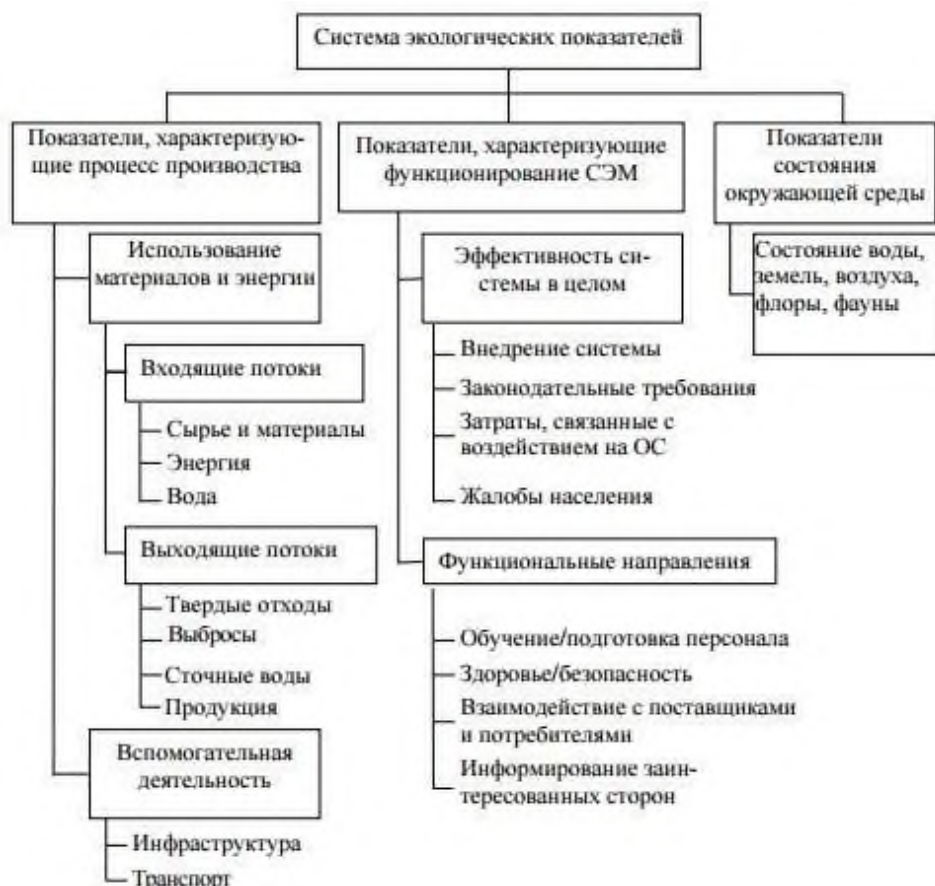 Система экологических показателей
Показатели, характеризую-
щие процесс производства
Использование
материалов и энергии
Входящие потоки
Сырье и материалы
Энергия
Вода
Выходящие потоки
Твердые отходы
Выбросы
Сточные воды
Продукция
Вспомогательная
деятельность
Инфраструктура
Транспорт
Показатели, характеризующие
функционирование СЭМ
Эффективность си-
стемы в целом
Внедрение системы
Законодательные требования
Затраты, связанные с
воздействием на ОС
Жалобы населения
Функциональные направления
Обучение/подготовка персонала
Здоровье/безопасность
Взаимодействие с поставщиками
и потребителями
Информирование заин-
тересованных сторон
Показатели
состояния
окружающей среды
Состояние воды,
земель, воздуха,
флоры, фауны